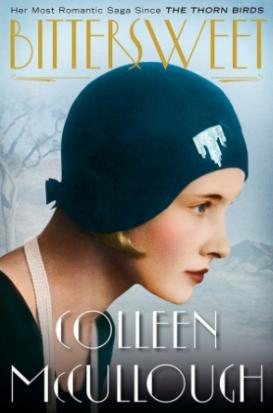 Her Most Romantic Saga Since THE THORN BIRDS
BITTERSWEET
COLLEEN
McCULLOUGH